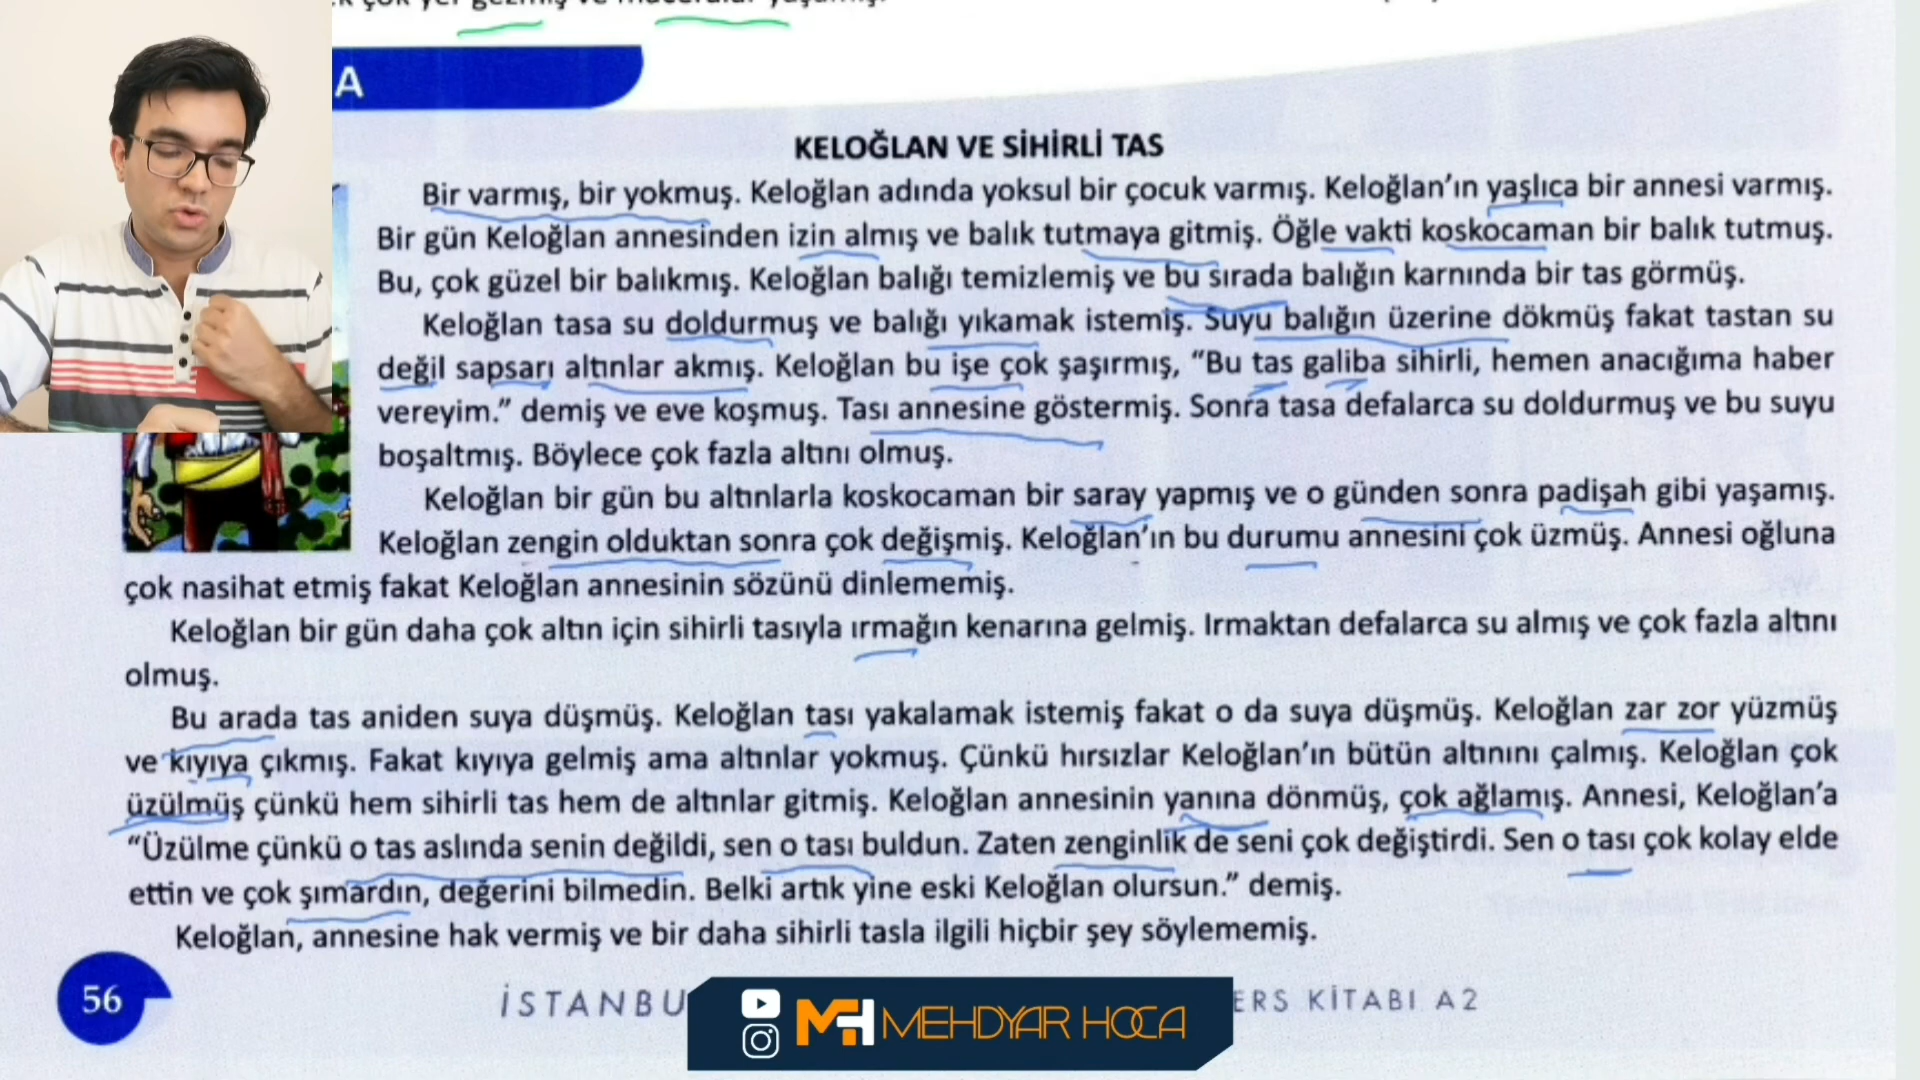 gezmiş ve maceralar yaşamış.
A
KELOĞLAN VE SİHİRLİ TAS
Bir varmış, bir yokmuş. Keloğlan adında yoksul bir çocuk varmış. Keloğlan’ın yaşlıca bir annesi varmış.
Bir gün Keloğlan annesinden izin almış ve balık tutmaya gitmiş. Öğle vakti koskocaman bir balık tutmuş.
Bu, çok güzel bir balıkmış. Keloğlan balığı temizlemiş ve bu sırada balığın karnında bir tas görmüş.
Keloğlan tasa su doldurmuş ve balığı yıkamak istemiş. Suyu balığın üzerine dökmüş fakat tastan su
değil sapsarı altınlar akmış. Keloğlan bu işe çok şaşırmış, “Bu tas galiba sihirli, hemen anacığıma haber
vereyim.” demiş ve eve koşmuş. Tası annesine göstermiş. Sonra tasa defalarca su doldurmuş ve bu suyu
boşaltmış. Böylece çok fazla altını olmuş.
Keloğlan bir gün bu altınlarla koskocaman bir saray yapmış ve o günden sonra padişah gibi yaşamış.
Keloğlan zengin olduktan sonra çok değişmiş. Keloğlan’ın bu durumu annesini çok üzmüş. Annesi oğluna
çok nasihat etmiş fakat Keloğlan annesinin sözünü dinlememiş.
Keloğlan bir gün daha çok altın için sihirli tasıyla ırmağın kenarına gelmiş. Irmaktan defalarca su almış ve çok fazla altını
olmuş.
Bu arada tas aniden suya düşmüş. Keloğlan tası yakalamak istemiş fakat o da suya düşmüş. Keloğlan zar zor yüzmüş
ve kıyıya çıkmış. Fakat kıyıya gelmiş ama altınlar yokmuş. Çünkü hırsızlar Keloğlan’ın bütün altınını çalmış. Keloğlan çok
üzülmüş çünkü hem sihirli tas hem de altınlar gitmiş. Keloğlan annesinin yanına dönmüş, çok ağlamış. Annesi, Keloğlan’a
“Üzülme çünkü o tas aslında senin değildi, sen o tası buldun. Zaten zenginlik de seni çok değiştirdi. Sen o tası çok kolay elde
ettin ve çok şımardın, değerini bilmedin. Belki artık yine eski Keloğlan olursun.” demiş.
Keloğlan, annesine hak vermiş ve bir daha sihirli tasla ilgili hiçbir şey söylememiş.
56
İSTANBU ERS KİTABI A2
MH MEHDYAR HOCA